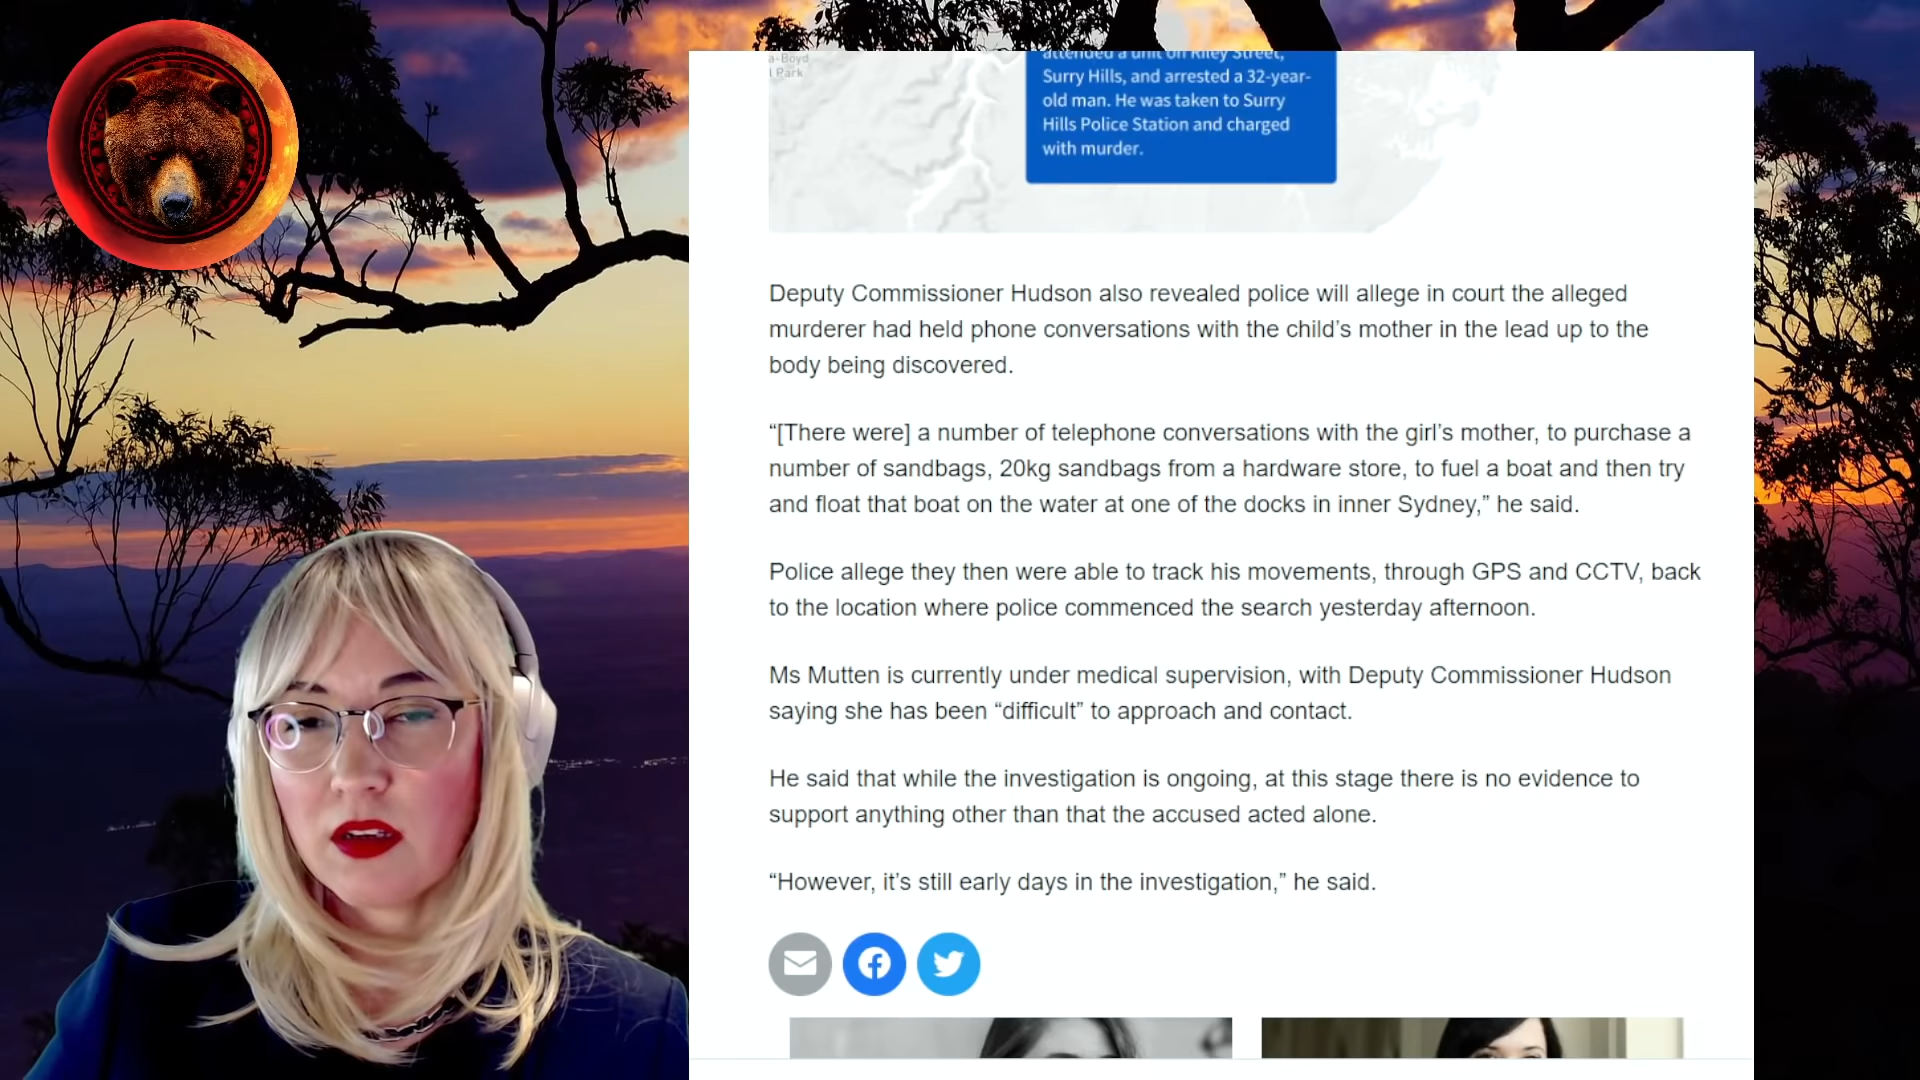 a-Boyd
l Park
attended a unit on Riley Street,
Surry Hills, and arrested a 32-year-
old man. He was taken to Surry
Hills Police Station and charged
with murder.
Deputy Commissioner Hudson also revealed police will allege in court the alleged
murderer had held phone conversations with the child’s mother in the lead up to the
body being discovered.
“[There were] a number of telephone conversations with the girl’s mother, to purchase a
number of sandbags, 20kg sandbags from a hardware store, to fuel a boat and then try
and float that boat on the water at one of the docks in inner Sydney,” he said.
Police allege they then were able to track his movements, through GPS and CCTV, back
to the location where police commenced the search yesterday afternoon.
Ms Mutten is currently under medical supervision, with Deputy Commissioner Hudson
saying she has been “difficult” to approach and contact.
He said that while the investigation is ongoing, at this stage there is no evidence to
support anything other than that the accused acted alone.
“However, it’s still early days in the investigation,” he said.